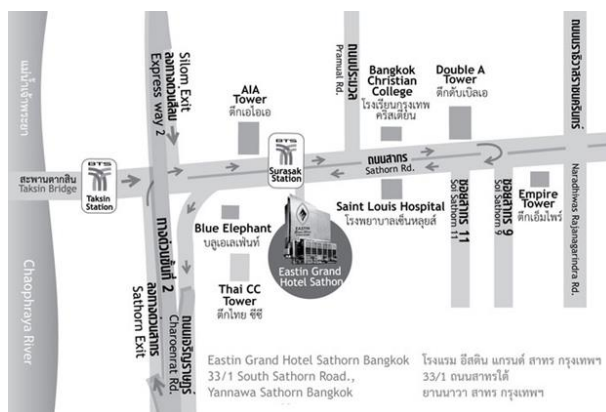 แม่น้ำเจ้าพระยา
Chaophraya River
สะพานตากสิน
Taksin Bridge
BTS
Taksin
Station
Silom Exit
ลงทางด่วนสีลม
Express way 2
ทางด่วนขั้นที่ 2
ลงทางด่วนสาทร
Sathorn Exit
ถนนเจริญราษฎร์
Charoenrat Rd.
AIA
Tower
ตึกเอไอเอ
BTS
Surasak
Station
ถนนประมวล
Pramual Rd.
Bangkok
Christian
College
โรงเรียนกรุงเทพ
คริสเตียน
Double A
Tower
ตึกดับเบิลเอ
ถนนนราธิวาสราชนครินทร์
Naradhiwas Rajanagarindra Rd.
ถนนสาทร
Sathorn Rd.
Blue Elephant
บลูเอเลเฟ้นท์
Thai CC
Tower
ตึกไทย ซีซี
Eastin Grand
Hotel Sathon
Saint Louis Hospital
โรงพยาบาลเซ็นหลุยส์
ซอยสาทร 11
Soi Sathorn 11
ซอยสาทร 9
Soi Sathorn 9
Empire
Tower
ตึกเอ็มไพร์
Eastin Grand Hotel Sathorn Bangkok
33/1 South Sathorn Road.,
Yannawa Sathorn Bangkok
โรงแรม อีสติน แกรนด์ สาทร กรุงเทพฯ
33/1 ถนนสาทรใต้
ยานนาวา สาทร กรุงเทพฯ